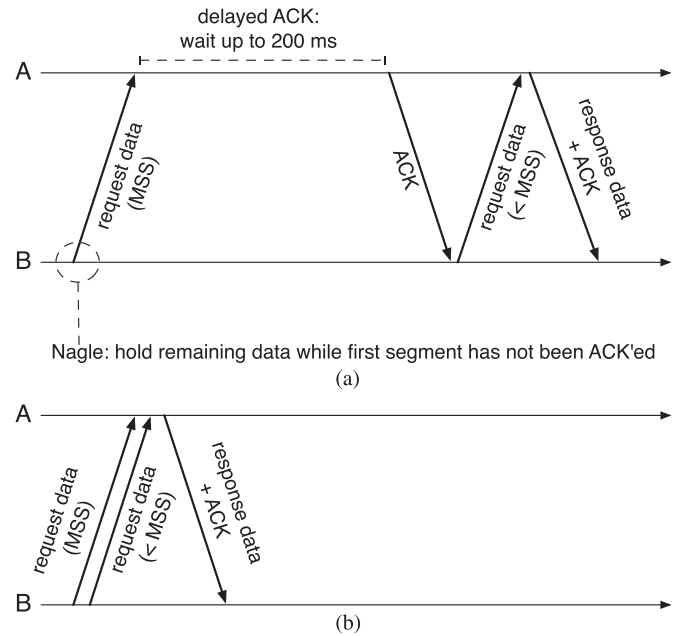 delayed ACK:
wait up to 200 ms
A
request data
(MSS)
ACK
request data
(< MSS)
response data
+ ACK
B
Nagle: hold remaining data while first segment has not been ACK'ed
(a)
A
request data
(MSS)
request data
(< MSS)
response data
+ ACK
B
(b)